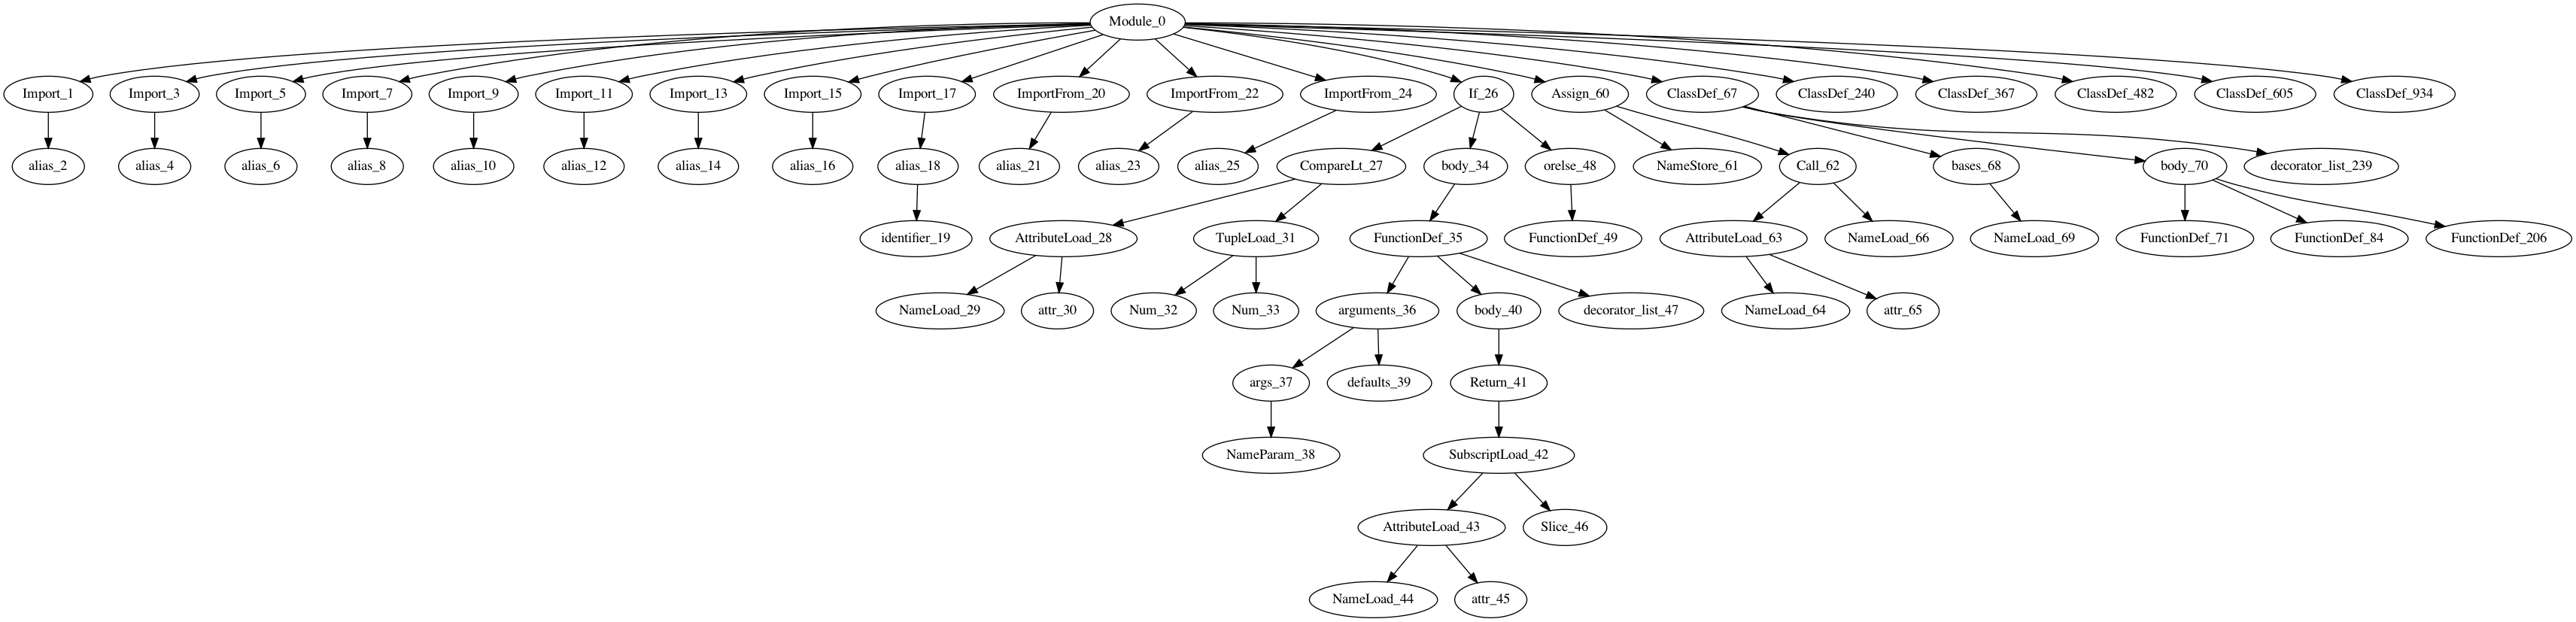 Module_0
Import_1 Import_3 Import_5 Import_7 Import_9 Import_11 Import_13 Import_15 Import_17 ImportFrom_20 ImportFrom_22 ImportFrom_24 If_26 Assign_60 ClassDef_67 ClassDef_240 ClassDef_367 ClassDef_482 ClassDef_605 ClassDef_934
alias_2 alias_4 alias_6 alias_8 alias_10 alias_12 alias_14 alias_16 alias_18 alias_21 alias_23 alias_25 CompareLt_27 body_34 orelse_48 NameStore_61 Call_62 bases_68 body_70 decorator_list_239
identifier_19 AttributeLoad_28 TupleLoad_31 FunctionDef_35 FunctionDef_49 AttributeLoad_63 NameLoad_66 NameLoad_69 FunctionDef_71 FunctionDef_84 FunctionDef_206
NameLoad_29 attr_30 Num_32 Num_33 arguments_36 body_40 decorator_list_47 NameLoad_64 attr_65
args_37 defaults_39 Return_41
NameParam_38 SubscriptLoad_42
AttributeLoad_43 Slice_46
NameLoad_44 attr_45